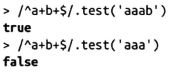 > /^a+b+$/.test('aaab')
true
> /^a+b+$/.test('aaa')
false